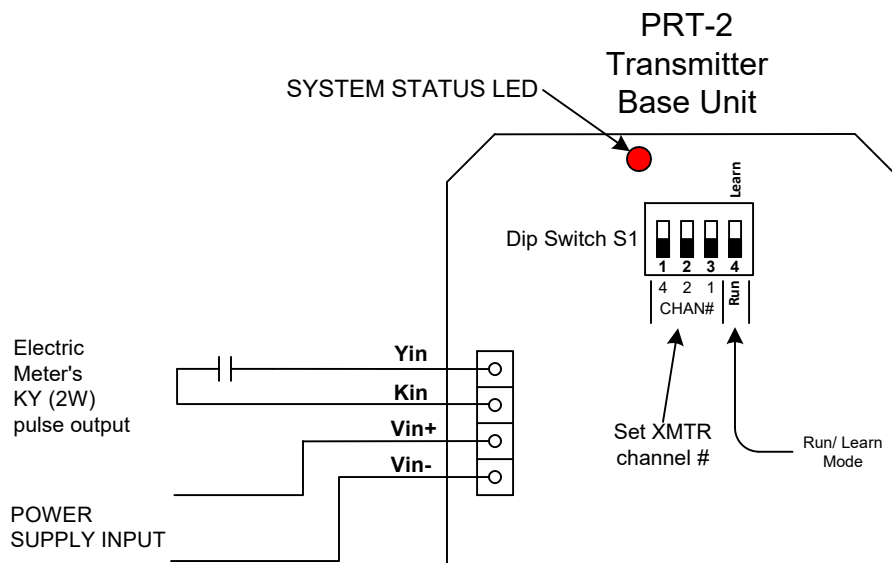 PRT-2
Transmitter
Base Unit
SYSTEM STATUS LED
Learn
Dip Switch S1
1 2 3 4
4 2 1
CHAN#
Run
Electric
Meter's
KY (2W)
pulse output
Yin
Kin
Vin+
Vin-
Set XMTR
channel #
Run/ Learn
Mode
POWER
SUPPLY INPUT